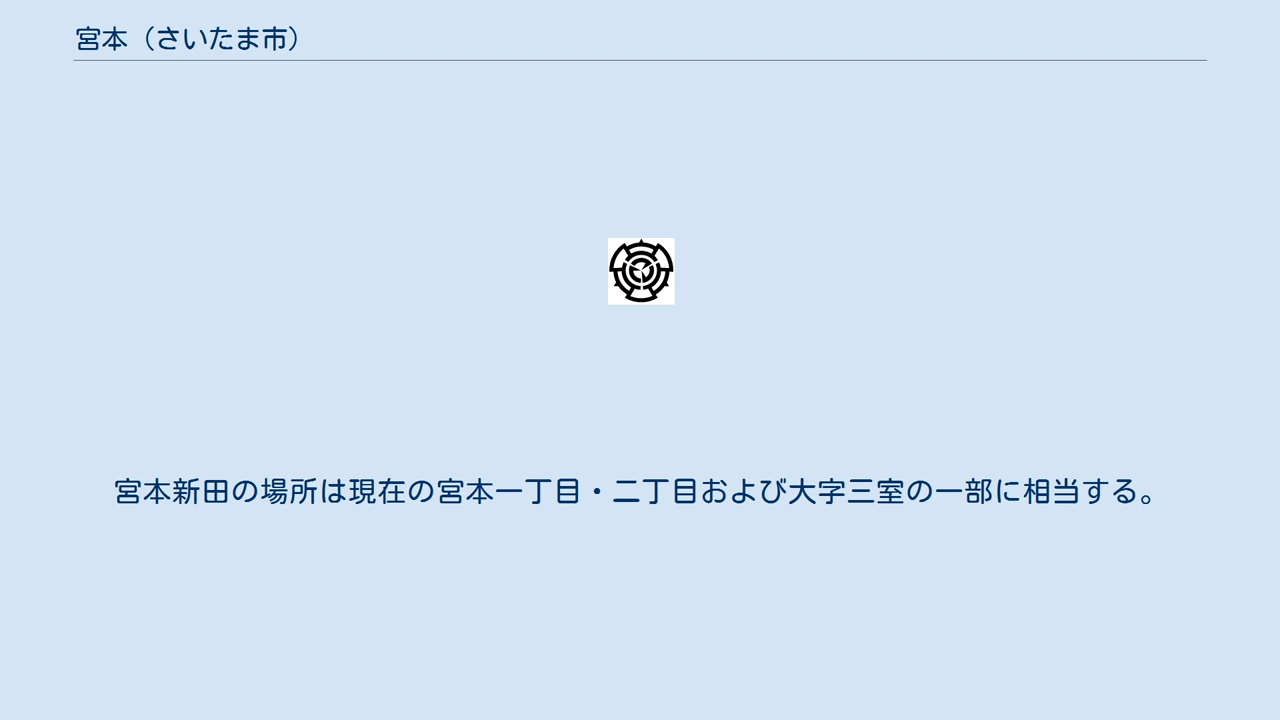 宮本（さいたま市）
宮本新田の場所は現在の宮本一丁目・二丁目および大字三室の一部に相当する。